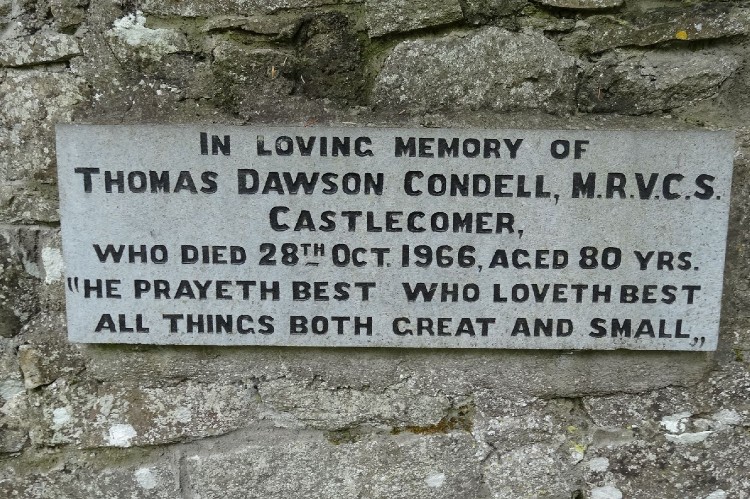 IN LOVING MEMORY OF
THOMAS DAWSON CONDELL, M.R.V.C.S.
CASTLECOMER,
WHO DIED 28TH OCT. 1966, AGED 80 YRS.
"HE PRAYETH BEST WHO LOVETH BEST
ALL THINGS BOTH GREAT AND SMALL„